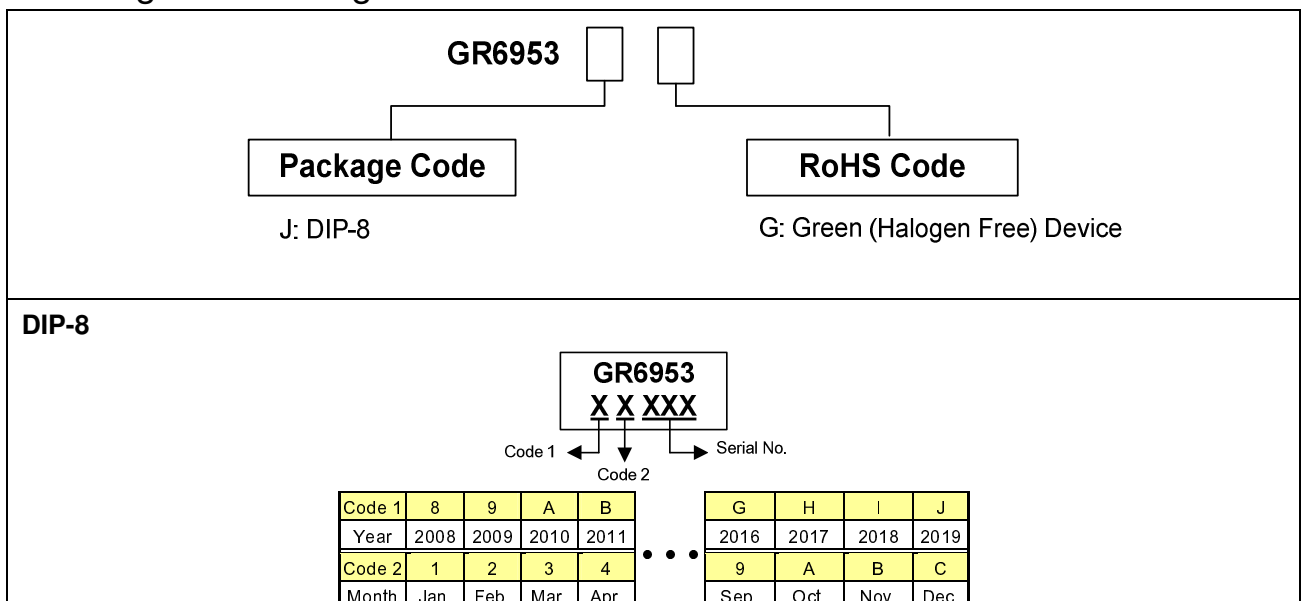 GR6953
Package Code
RoHS Code
J: DIP-8
G: Green (Halogen Free) Device
DIP-8
GR6953
X X XXX
Code 1
Serial No.
Code 2
Code 1 8 9 A B G H I J
Year 2008 2009 2010 2011 2016 2017 2018 2019
Code 2 1 2 3 4 9 A B C
Month Jan. Feb. Mar. Apr. Sep. Oct. Nov. Dec.